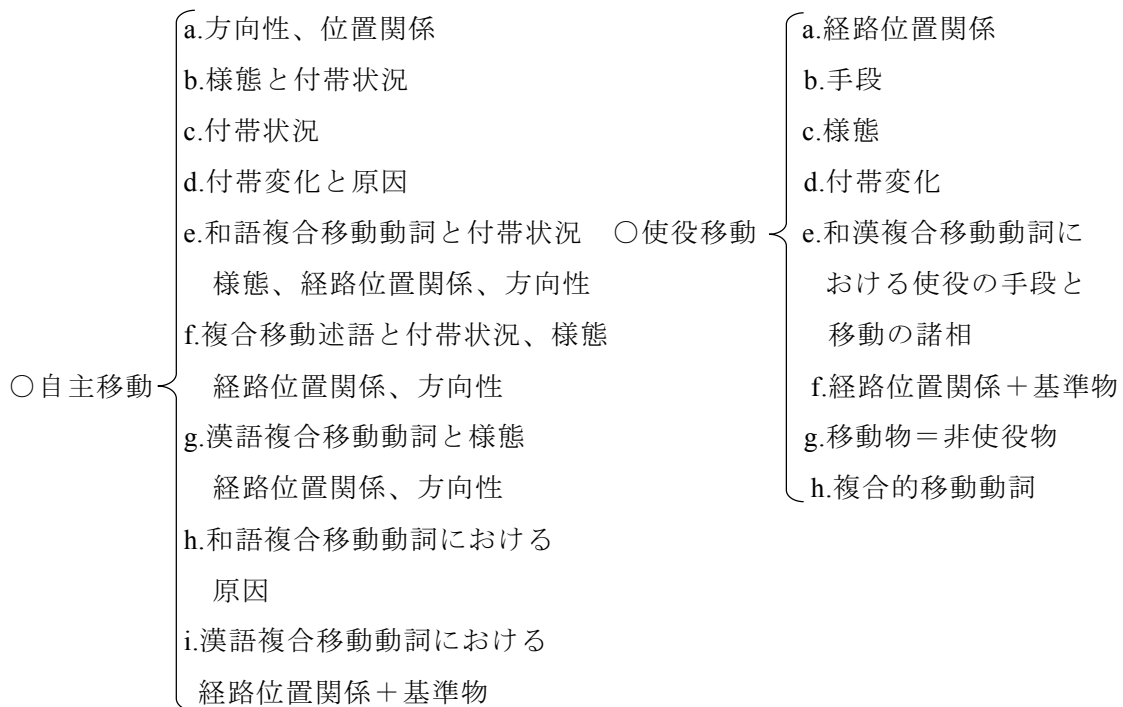 ○自主移動
a.方向性、位置関係
b.様態と付帯状況
c.付帯状況
d.付帯変化と原因
e.和語複合移動動詞と付帯状況
様態、経路位置関係、方向性
f.複合移動述語と付帯状況、様態
経路位置関係、方向性
g.漢語複合移動動詞と様態
経路位置関係、方向性
h.和語複合移動動詞における
原因
i.漢語複合移動動詞における
経路位置関係＋基準物
○使役移動
a.経路位置関係
b.手段
c.様態
d.付帯変化
e.和漢複合移動動詞に
おける使役の手段と
移動の諸相
f.経路位置関係＋基準物
g.移動物＝非使役物
h.複合的移動動詞